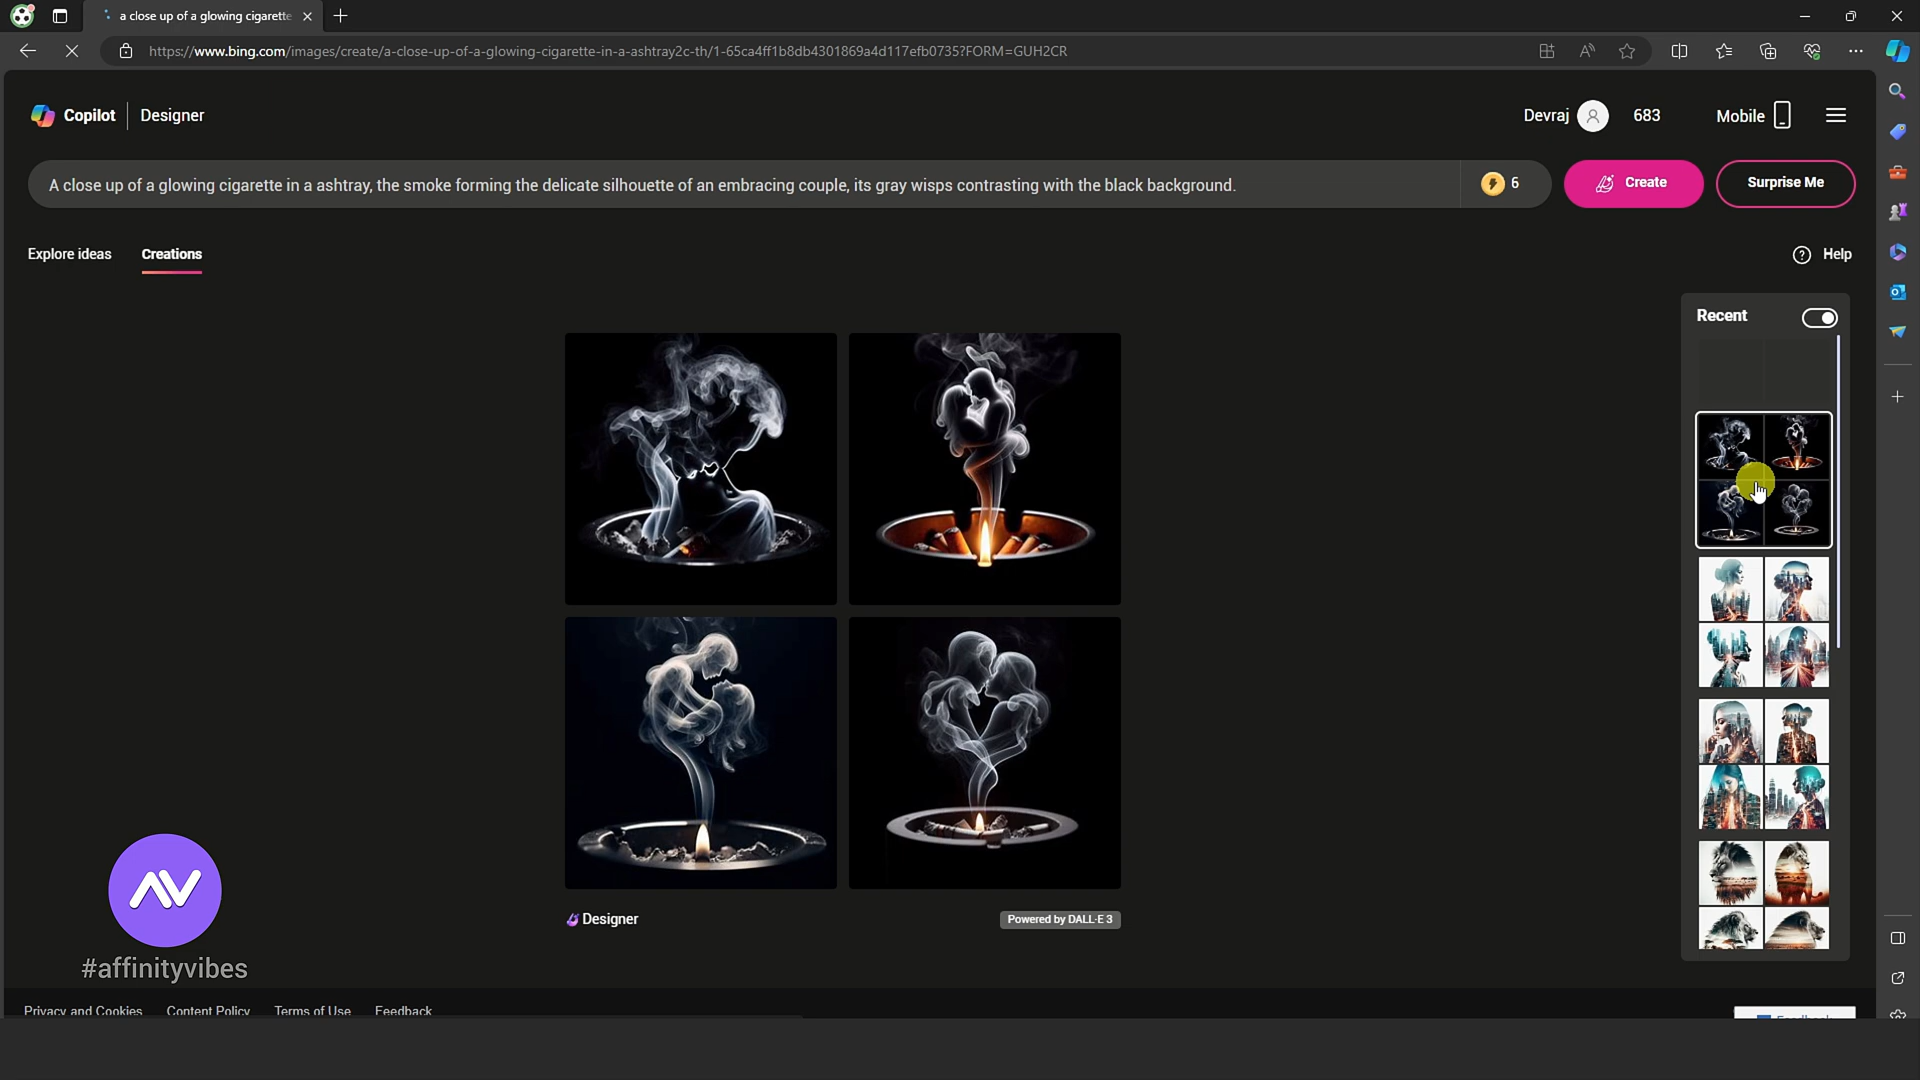 a close up of a glowing cigarette
https://www.bing.com/images/create/a-close-up-of-a-glowing-cigarette-in-a-ashtray2c-th/1-65ca4ff1b8db4301869a4d117efb0735?FORM=GUH2CR
Copilot Designer
Devraj 683 Mobile
A close up of a glowing cigarette in a ashtray, the smoke forming the delicate silhouette of an embracing couple, its gray wisps contrasting with the black background.
6 Create Surprise Me
Explore ideas Creations Help
Recent
Designer Powered by DALL·E 3
AV
#affinityvibes
Privacy and Cookies Content Policy Terms of Use Feedback
Feedback